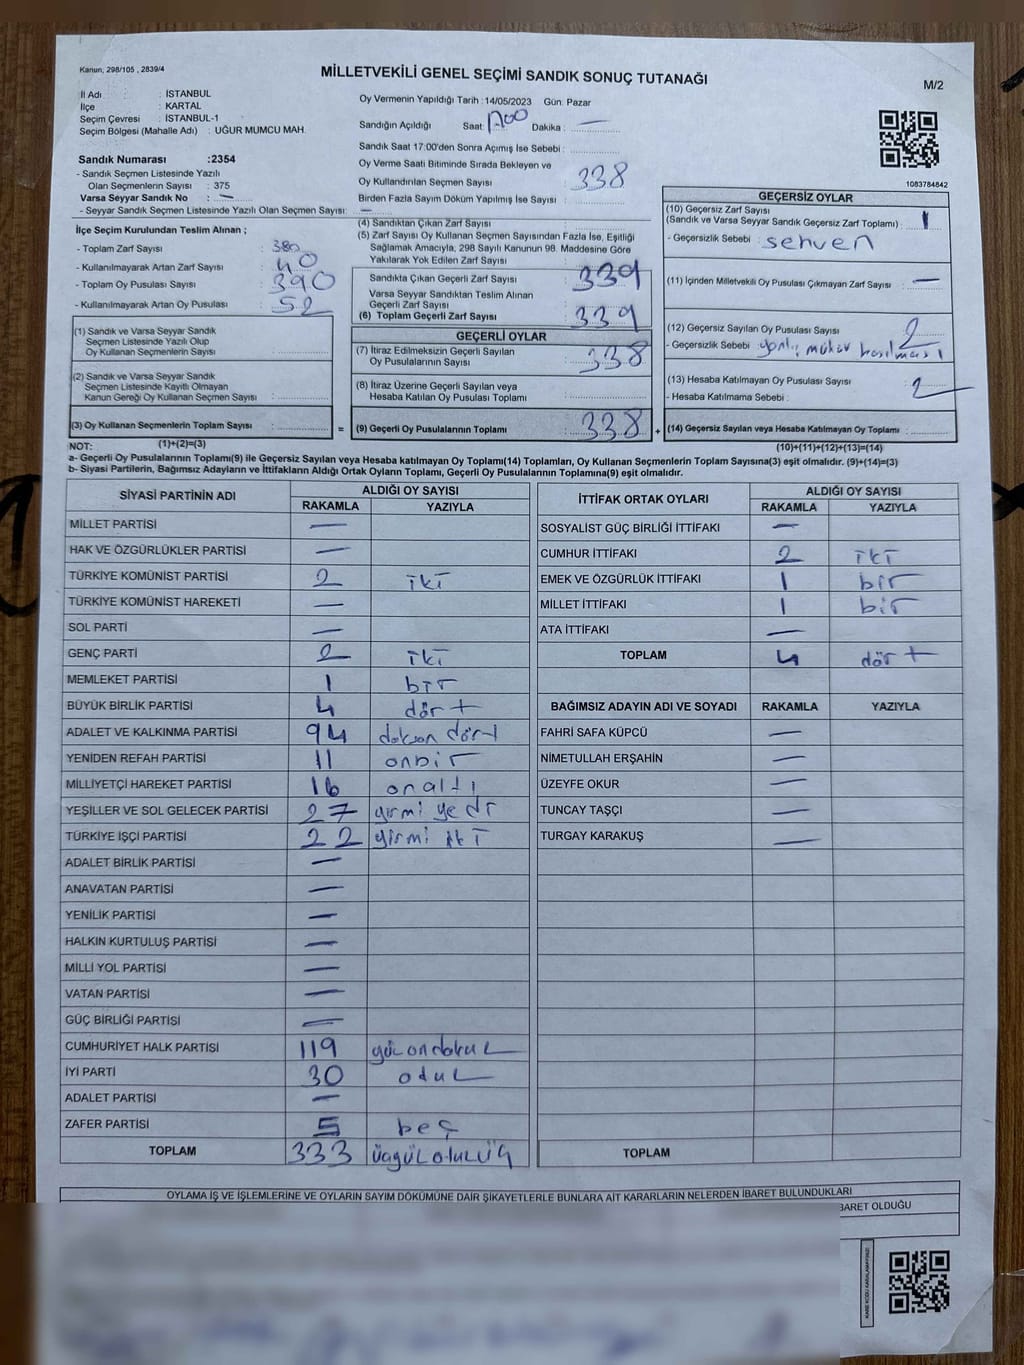 Kanun, 298/105 , 2839/4
MİLLETVEKİLİ GENEL SEÇİMİ SANDIK SONUÇ TUTANAĞI
M/2
İl Adı : İSTANBUL
İlçe : KARTAL
Seçim Çevresi : İSTANBUL-1
Seçim Bölgesi (Mahalle Adı) : UĞUR MUMCU MAH.
Sandık Numarası :2354
- Sandık Seçmen Listesinde Yazılı
Olan Seçmenlerin Sayısı : 375
Varsa Seyyar Sandık No : —
- Seyyar Sandık Seçmen Listesinde Yazılı Olan Seçmen Sayısı: —
İlçe Seçim Kurulundan Teslim Alınan ;
- Toplam Zarf Sayısı : 380
- Kullanılmayarak Artan Zarf Sayısı : 40
- Toplam Oy Pusulası Sayısı : 390
- Kullanılmayarak Artan Oy Pusulası : 52
(1) Sandık ve Varsa Seyyar Sandık
Seçmen Listesinde Yazılı Olup
Oy Kullanan Seçmenlerin Sayısı :
(2) Sandık ve Varsa Seyyar Sandık
Seçmen Listesinde Kayıtlı Olmayan
Kanun Gereği Oy Kullanan Seçmen Sayısı :
(3) Oy Kullanan Seçmenlerin Toplam Sayısı :
Oy Vermenin Yapıldığı Tarih : 14/05/2023 Gün: Pazar
Sandığın Açıldığı Saat: 17.00 Dakika : —
Sandık Saat 17:00'den Sonra Açımış İse Sebebi :
Oy Verme Saati Bitiminde Sırada Bekleyen ve
Oy Kullandırılan Seçmen Sayısı : 338
Birden Fazla Sayım Döküm Yapılmış İse Sayısı :
(4) Sandıktan Çıkan Zarf Sayısı :
(5) Zarf Sayısı Oy Kullanan Seçmen Sayısından Fazla İse, Eşitliği
Sağlamak Amacıyla, 298 Sayılı Kanunun 98. Maddesine Göre
Yakılarak Yok Edilen Zarf Sayısı :
Sandıkta Çıkan Geçerli Zarf Sayısı : 339
Varsa Seyyar Sandıktan Teslim Alınan
Geçerli Zarf Sayısı :
(6) Toplam Geçerli Zarf Sayısı : 339
GEÇERLİ OYLAR
(7) İtiraz Edilmeksizin Geçerli Sayılan
Oy Pusulalarının Sayısı : 338
(8) İtiraz Üzerine Geçerli Sayılan veya
Hesaba Katılan Oy Pusulası Toplamı :
= (9) Geçerli Oy Pusulalarının Toplamı : 338 +
1083784842
GEÇERSİZ OYLAR
(10) Geçersiz Zarf Sayısı
(Sandık ve Varsa Seyyar Sandık Geçersiz Zarf Toplamı) : 1
- Geçersizlik Sebebi : sehven
(11) İçinden Milletvekili Oy Pusulası Çıkmayan Zarf Sayısı : —
(12) Geçersiz Sayılan Oy Pusulası Sayısı : 2
- Geçersizlik Sebebi : yanlış mühür basılması
(13) Hesaba Katılmayan Oy Pusulası Sayısı : 2
- Hesaba Katılmama Sebebi :
(14) Geçersiz Sayılan veya Hesaba Katılmayan Oy Toplamı :
NOT: (1)+(2)=(3)
(10)+(11)+(12)+(13)=(14)
a- Geçerli Oy Pusulalarının Toplamı(9) ile Geçersiz Sayılan veya Hesaba katılmayan Oy Toplamı(14) Toplamları, Oy Kullanan Seçmenlerin Toplam Sayısına(3) eşit olmalıdır. (9)+(14)=(3)
b- Siyasi Partilerin, Bağımsız Adayların ve İttifakların Aldığı Ortak Oyların Toplamı, Geçerli Oy Pusulalarının Toplamına(9) eşit olmalıdır.
SİYASİ PARTİNİN ADI ALDIĞI OY SAYISI
RAKAMLA YAZIYLA
MİLLET PARTİSİ —
HAK VE ÖZGÜRLÜKLER PARTİSİ —
TÜRKİYE KOMÜNİST PARTİSİ 2 iki
TÜRKİYE KOMÜNİST HAREKETİ —
SOL PARTİ —
GENÇ PARTİ 2 iki
MEMLEKET PARTİSİ 1 bir
BÜYÜK BİRLİK PARTİSİ 4 dört
ADALET VE KALKINMA PARTİSİ 94 doksan dört
YENİDEN REFAH PARTİSİ 11 onbir
MİLLİYETÇİ HAREKET PARTİSİ 16 onaltı
YEŞİLLER VE SOL GELECEK PARTİSİ 27 yirmi yedi
TÜRKİYE İŞÇİ PARTİSİ 22 yirmi iki
ADALET BİRLİK PARTİSİ —
ANAVATAN PARTİSİ —
YENİLİK PARTİSİ —
HALKIN KURTULUŞ PARTİSİ —
MİLLİ YOL PARTİSİ —
VATAN PARTİSİ —
GÜÇ BİRLİĞİ PARTİSİ —
CUMHURİYET HALK PARTİSİ 119 yüz ondokuz
İYİ PARTİ 30 otuz
ADALET PARTİSİ —
ZAFER PARTİSİ 5 beş
TOPLAM 333 üçyüzotuzüç
İTTİFAK ORTAK OYLARI ALDIĞI OY SAYISI
RAKAMLA YAZIYLA
SOSYALİST GÜÇ BİRLİĞİ İTTİFAKI —
CUMHUR İTTİFAKI 2 iki
EMEK VE ÖZGÜRLÜK İTTİFAKI 1 bir
MİLLET İTTİFAKI 1 bir
ATA İTTİFAKI —
TOPLAM 4 dört
BAĞIMSIZ ADAYIN ADI VE SOYADI RAKAMLA YAZIYLA
FAHRİ SAFA KÜPCÜ —
NİMETULLAH ERŞAHİN —
ÜZEYFE OKUR —
TUNCAY TAŞÇI —
TURGAY KARAKUŞ —
TOPLAM
OYLAMA İŞ VE İŞLEMLERİNE VE OYLARIN SAYIM DÖKÜMÜNE DAİR ŞİKAYETLERLE BUNLARA AİT KARARLARIN NELERDEN İBARET BULUNDUKLARI
BARET OLDUĞU